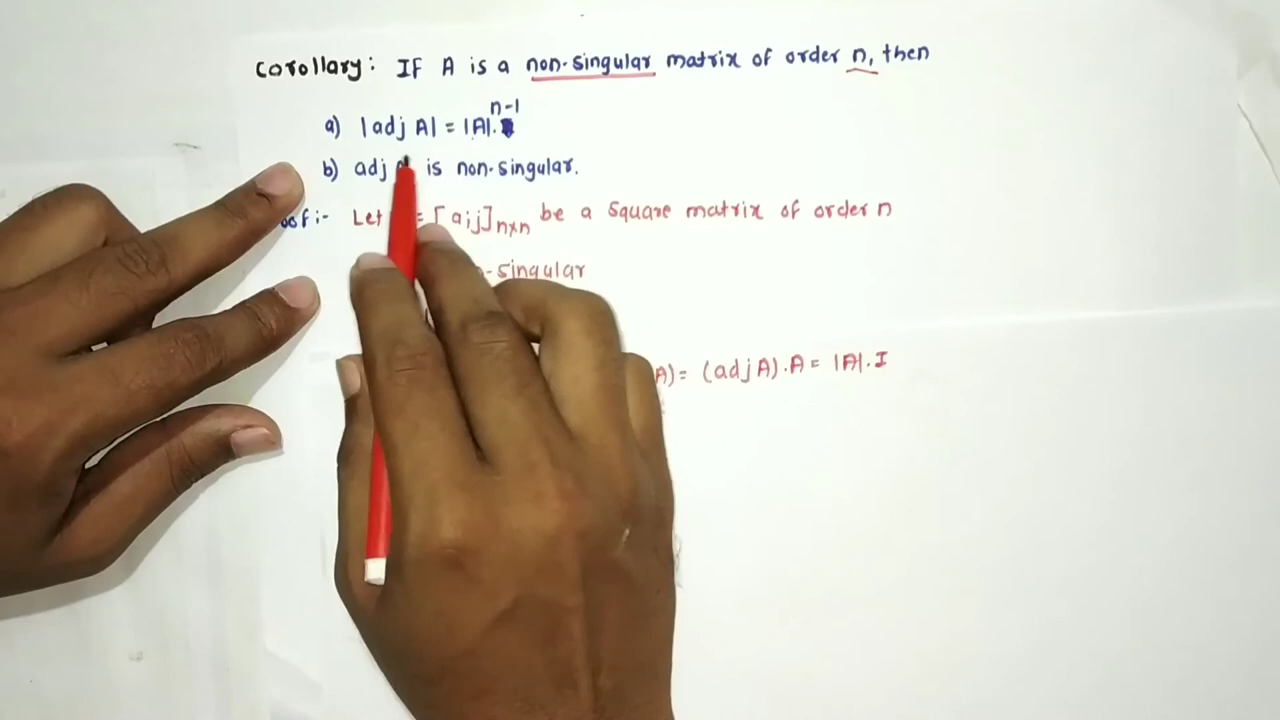 Corollary: IF A is a non-singular matrix of order n, then
a) |adj A| = |A|. n-1
b) adj is non-singular.
Let = [aij]n×n be a square matrix of order n
-singular
A) = (adj A).A = |A|.I